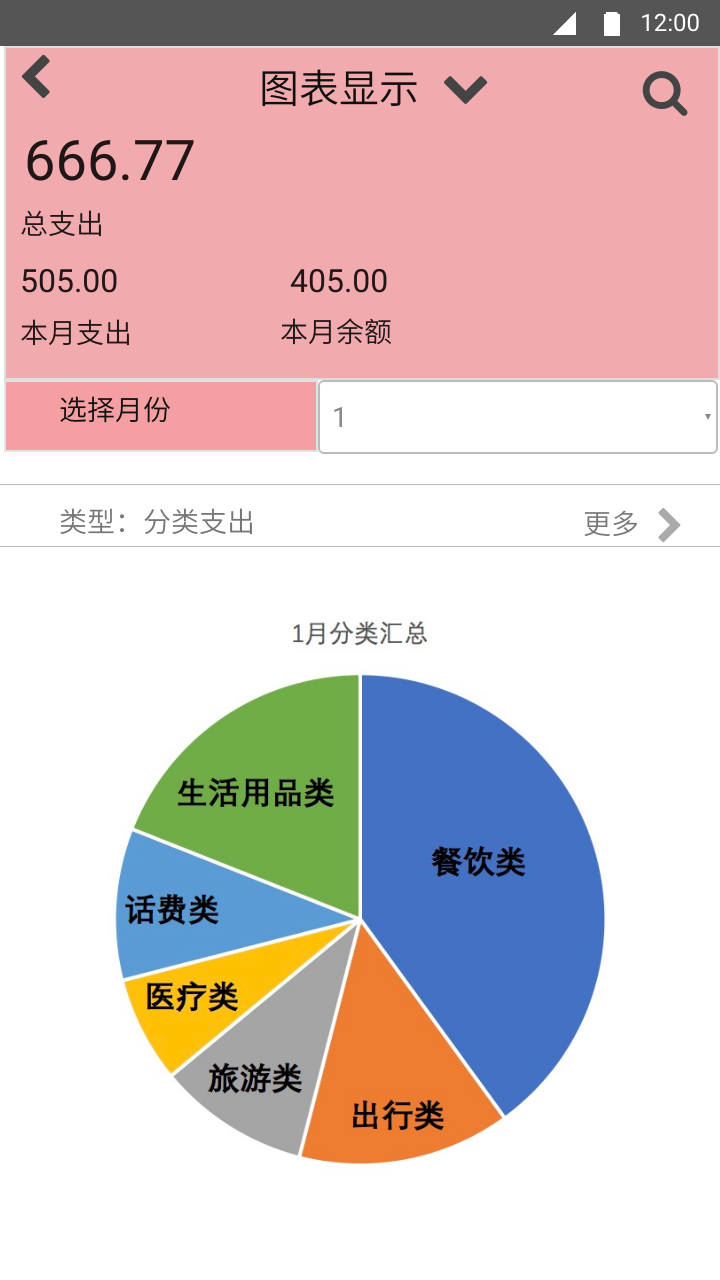 12:00
图表显示
666.77
总支出
505.00 405.00
本月支出 本月余额
选择月份 1
类型：分类支出 更多
1月分类汇总
生活用品类
餐饮类
话费类
医疗类
旅游类
出行类